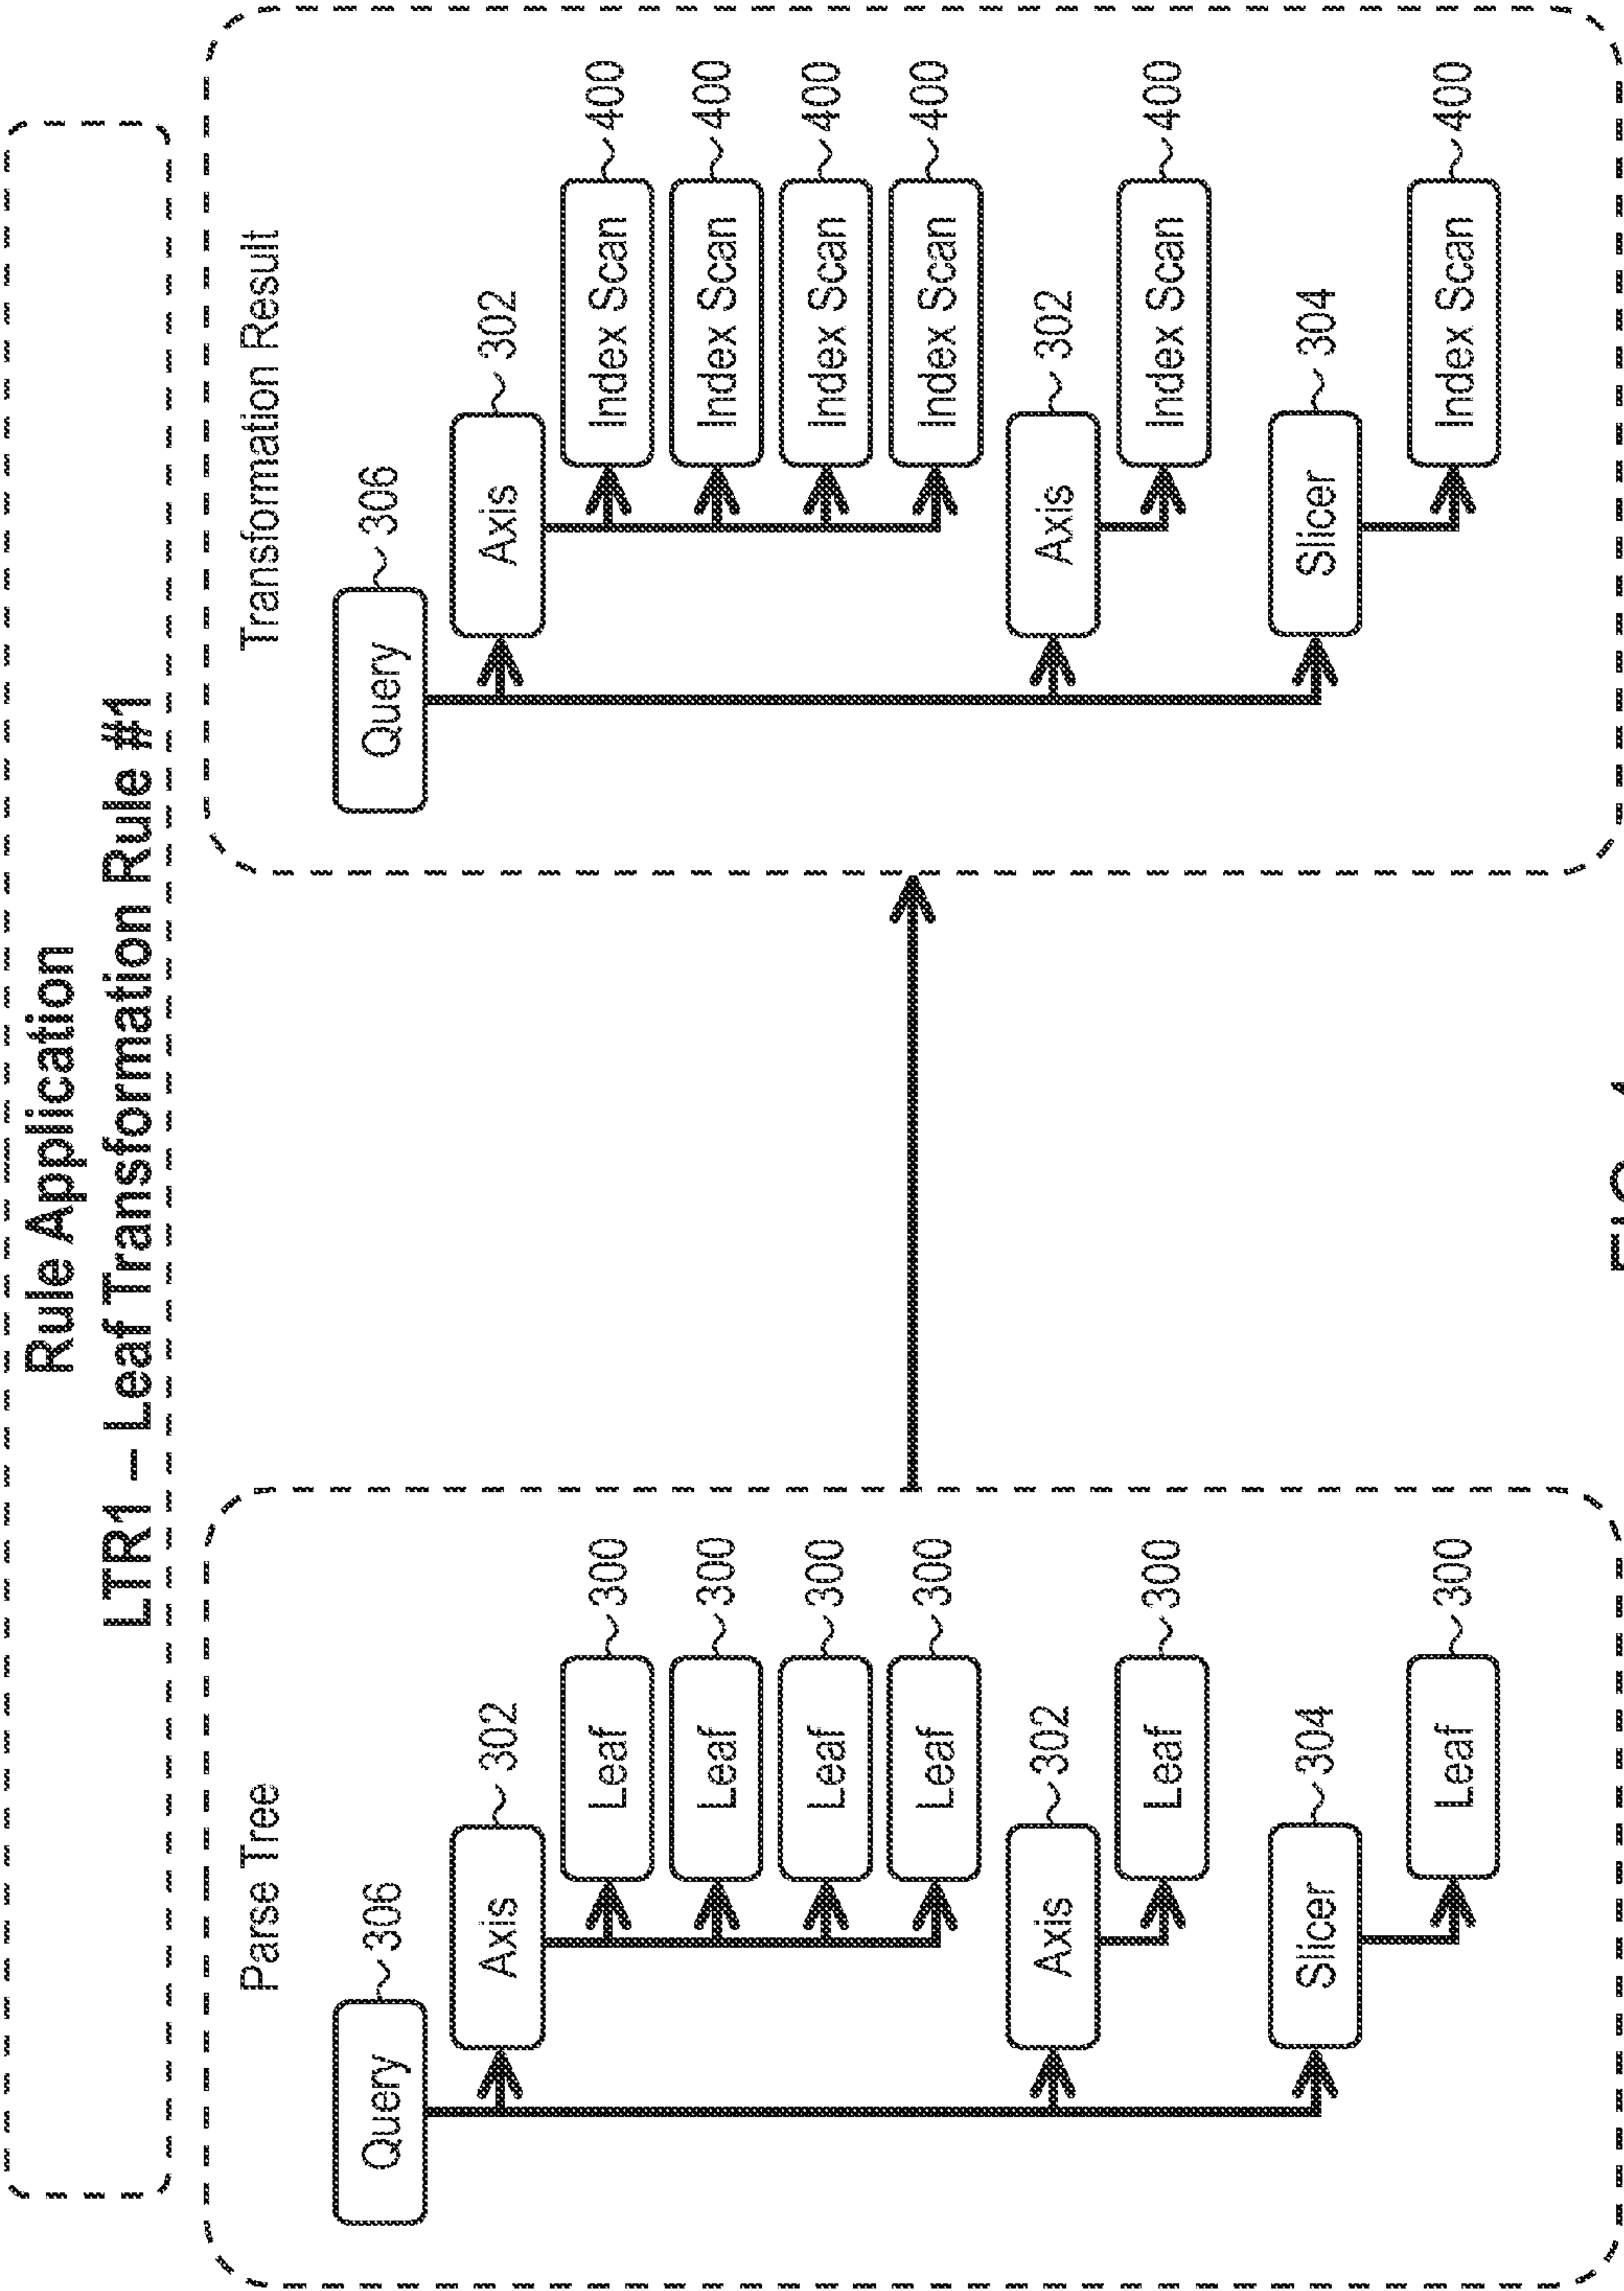 Rule Application
LTR1 – Leaf Transformation Rule #1
Parse Tree
Query 306
Axis 302
Leaf 300
Leaf 300
Leaf 300
Leaf 300
Axis 302
Leaf 300
Slicer 304
Leaf 300
Transformation Result
Query 306
Axis 302
Index Scan 400
Index Scan 400
Index Scan 400
Index Scan 400
Axis 302
Index Scan 400
Slicer 304
Index Scan 400